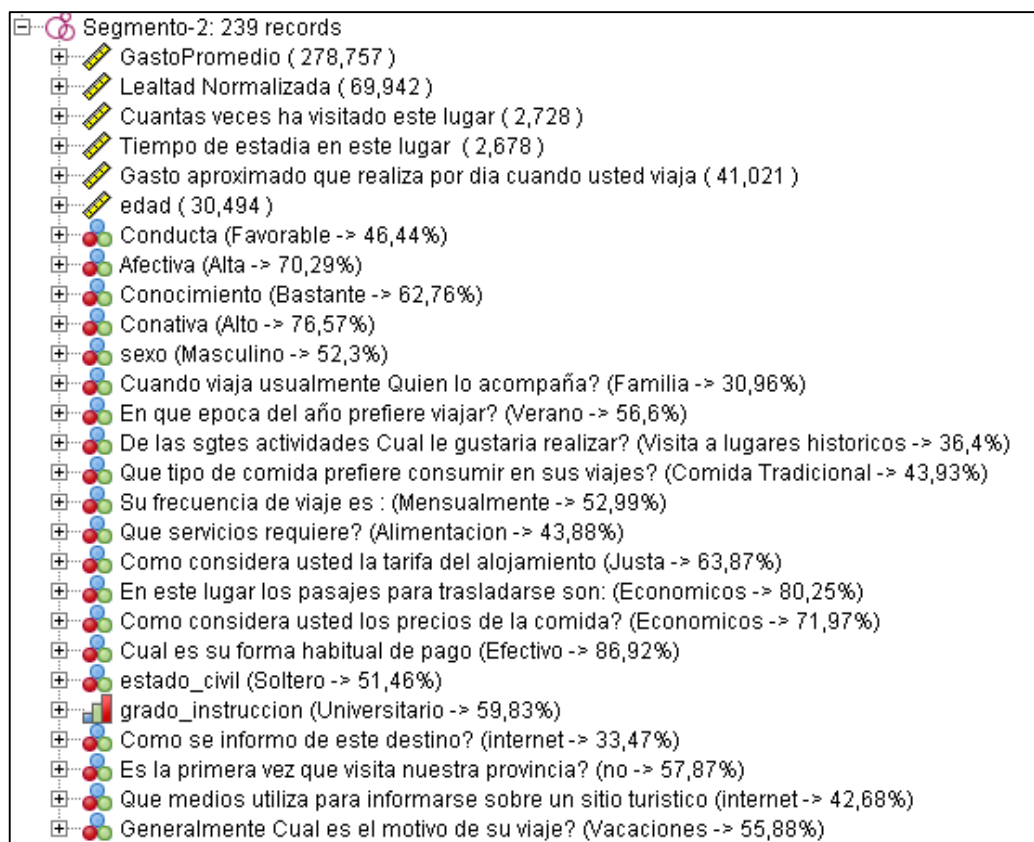 Segmento-2: 239 records
GastoPromedio ( 278,757 )
Lealtad Normalizada ( 69,942 )
Cuantas veces ha visitado este lugar ( 2,728 )
Tiempo de estadia en este lugar ( 2,678 )
Gasto aproximado que realiza por dia cuando usted viaja ( 41,021 )
edad ( 30,494 )
Conducta (Favorable -> 46,44%)
Afectiva (Alta -> 70,29%)
Conocimiento (Bastante -> 62,76%)
Conativa (Alto -> 76,57%)
sexo (Masculino -> 52,3%)
Cuando viaja usualmente Quien lo acompaña? (Familia -> 30,96%)
En que epoca del año prefiere viajar? (Verano -> 56,6%)
De las sgtes actividades Cual le gustaria realizar? (Visita a lugares historicos -> 36,4%)
Que tipo de comida prefiere consumir en sus viajes? (Comida Tradicional -> 43,93%)
Su frecuencia de viaje es : (Mensualmente -> 52,99%)
Que servicios requiere? (Alimentacion -> 43,88%)
Como considera usted la tarifa del alojamiento (Justa -> 63,87%)
En este lugar los pasajes para trasladarse son: (Economicos -> 80,25%)
Como considera usted los precios de la comida? (Economicos -> 71,97%)
Cual es su forma habitual de pago (Efectivo -> 86,92%)
estado_civil (Soltero -> 51,46%)
grado_instruccion (Universitario -> 59,83%)
Como se informo de este destino? (internet -> 33,47%)
Es la primera vez que visita nuestra provincia? (no -> 57,87%)
Que medios utiliza para informarse sobre un sitio turistico (internet -> 42,68%)
Generalmente Cual es el motivo de su viaje? (Vacaciones -> 55,88%)